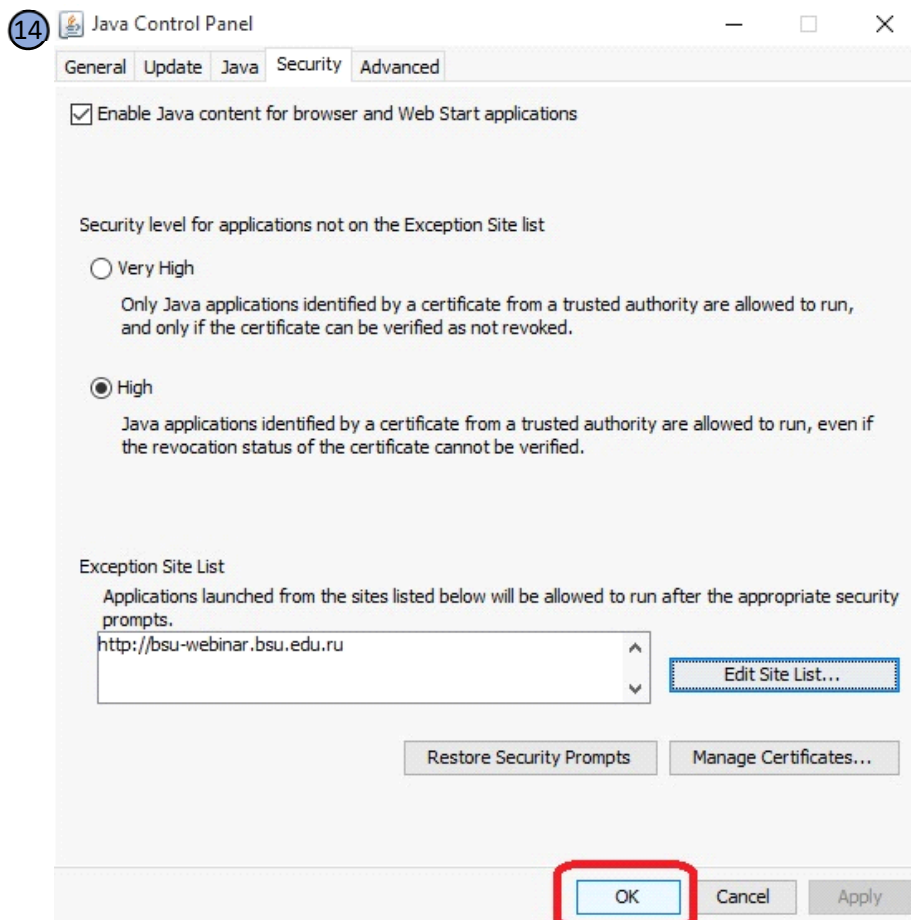 14
Java Control Panel
General Update Java Security Advanced
Enable Java content for browser and Web Start applications
Security level for applications not on the Exception Site list
Very High
Only Java applications identified by a certificate from a trusted authority are allowed to run,
and only if the certificate can be verified as not revoked.
High
Java applications identified by a certificate from a trusted authority are allowed to run, even if
the revocation status of the certificate cannot be verified.
Exception Site List
Applications launched from the sites listed below will be allowed to run after the appropriate security
prompts.
http://bsu-webinar.bsu.edu.ru
Edit Site List...
Restore Security Prompts Manage Certificates...
OK Cancel Apply